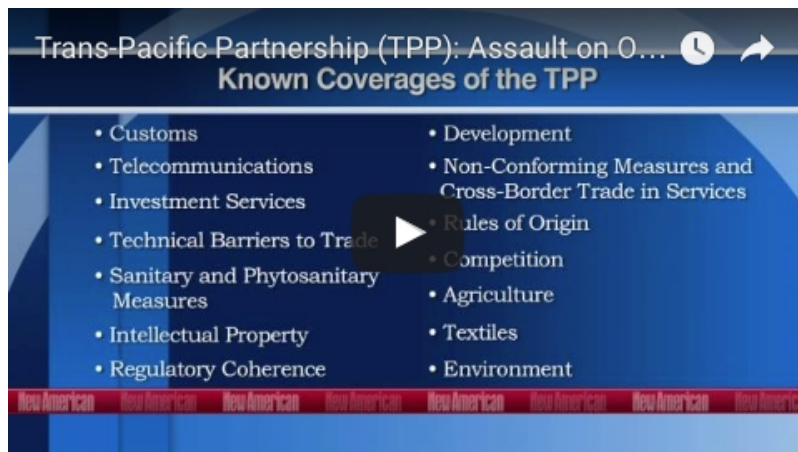 Trans-Pacific Partnership (TPP): Assault on O...
Known Coverages of the TPP
• Customs
• Telecommunications
• Investment Services
• Technical Barriers to Trade
• Sanitary and Phytosanitary
Measures
• Intellectual Property
• Regulatory Coherence
• Development
• Non-Conforming Measures and
Cross-Border Trade in Services
• Rules of Origin
• Competition
• Agriculture
• Textiles
• Environment
New American New American New American New American New American New American New American New Americ